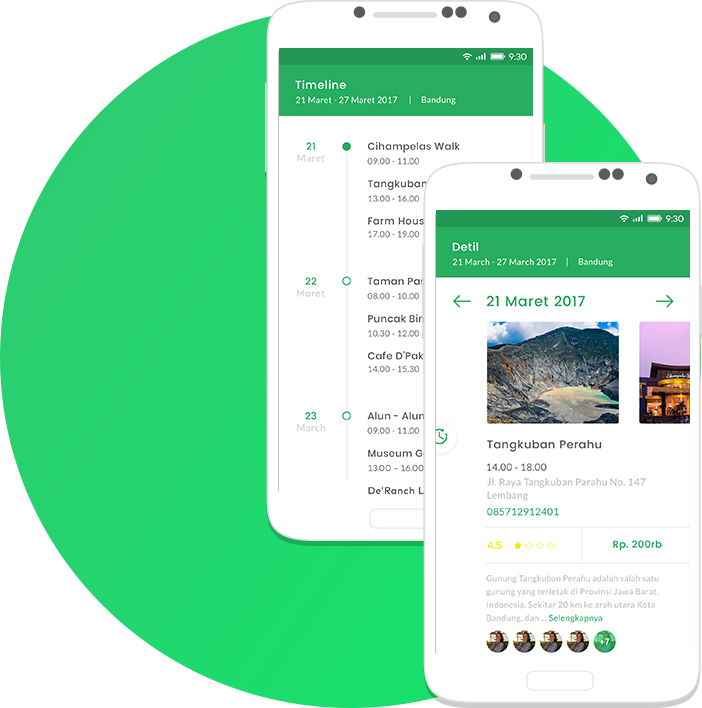 9:30
Timeline
21 Maret - 27 Maret 2017 | Bandung
21
Maret
Cihampelas Walk
09.00 - 11.00
Tangkuban
13.00 - 16.00
Farm Hous
17.00 - 19.00
22
Maret
Taman Pas
08.00 - 10.00
Puncak Bin
10.30 - 12.00
Cafe D'Pak
14.00 - 15.30
23
March
Alun - Alun
09.00 - 11.00
Museum G
13.00 - 16.00
De'Ranch L
9:30
Detil
21 March - 27 March 2017 | Bandung
21 Maret 2017
Tangkuban Perahu
14.00 - 18.00
Jl. Raya Tangkuban Parahu No. 147
Lembang
085712912401
4,5
Rp. 200rb
Gunung Tangkuban Perahu adalah salah satu
gunung yang terletak di Provinsi Jawa Barat,
Indonesia. Sekitar 20 km ke arah utara Kota
Bandung, dan ... Selengkapnya
+7